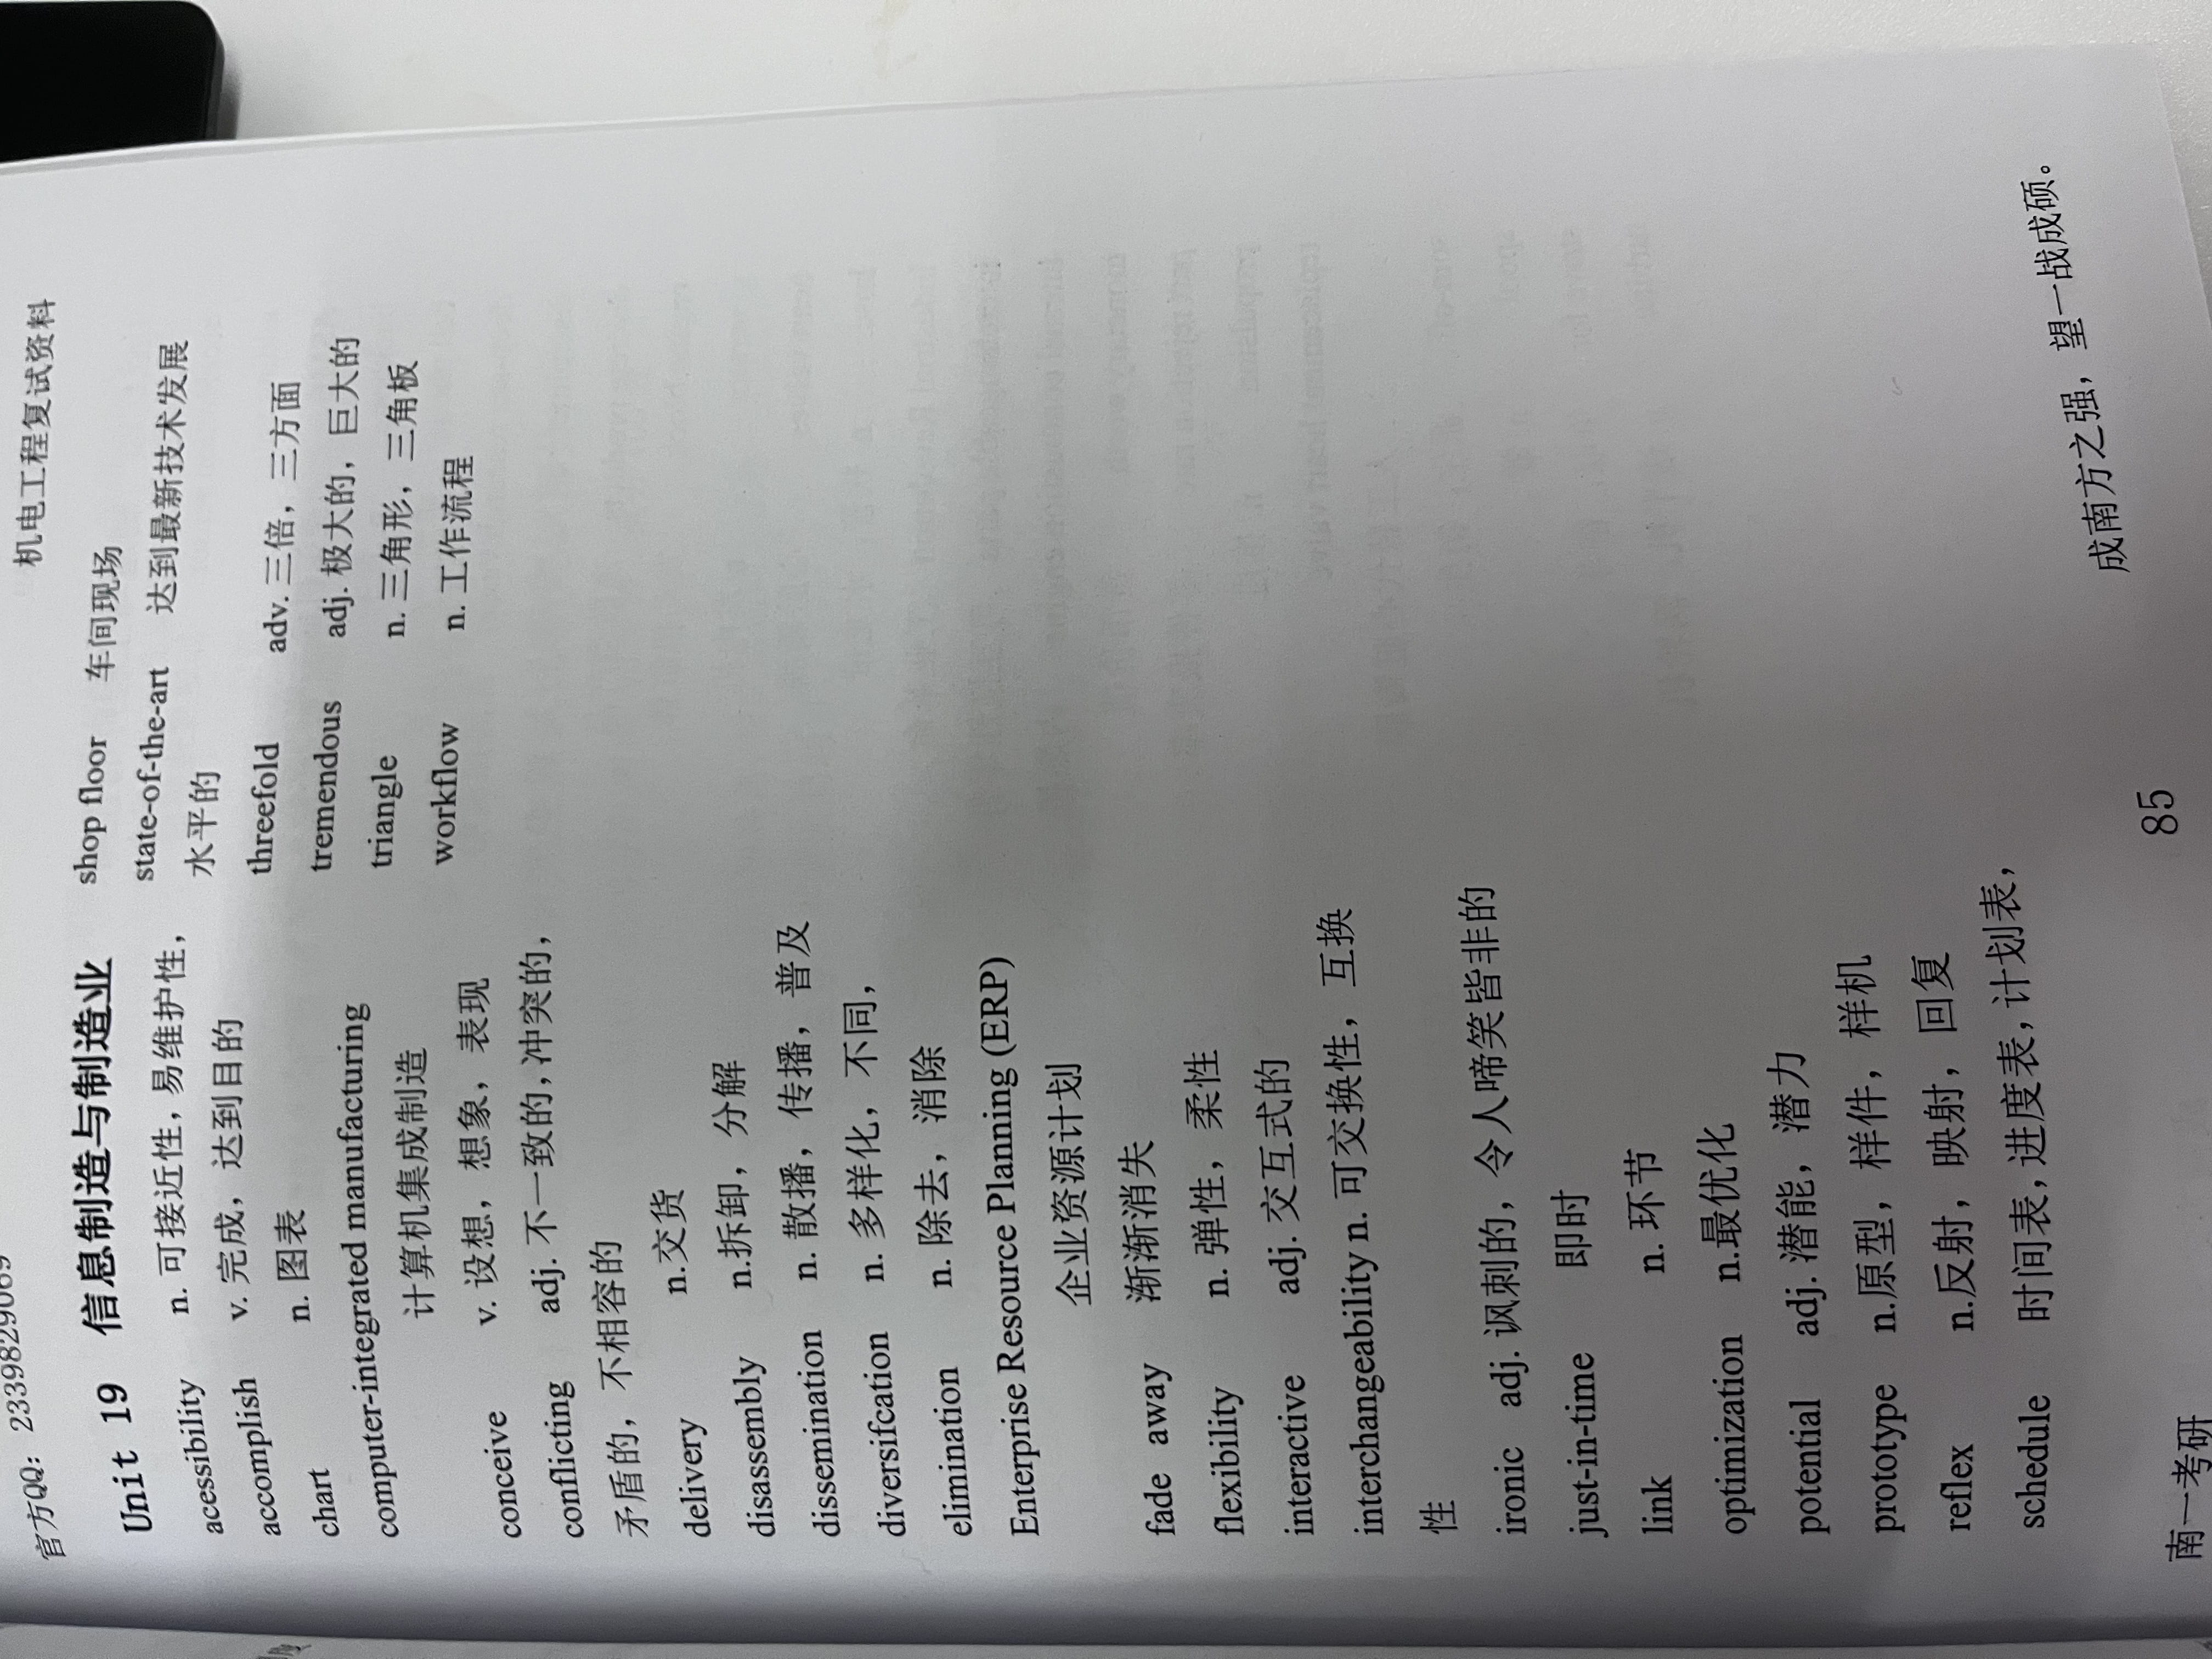 官方QQ：2339829069
机电工程复试资料
Unit 19 信息制造与制造业
acessibility n. 可接近性，易维护性，
accomplish v. 完成，达到目的
chart n. 图表
computer-integrated manufacturing
计算机集成制造
conceive v. 设想，想象，表现
conflicting adj. 不一致的，冲突的，
矛盾的，不相容的
delivery n.交货
disassembly n.拆卸，分解
dissemination n. 散播，传播，普及
diversifcation n. 多样化，不同，
elimination n. 除去，消除
Enterprise Resource Planning (ERP)
企业资源计划
fade away 渐渐消失
flexibility n. 弹性，柔性
interactive adj. 交互式的
interchangeability n. 可交换性，互换
性
ironic adj. 讽刺的，令人啼笑皆非的
just-in-time 即时
link n. 环节
optimization n.最优化
potential adj. 潜能，潜力
prototype n.原型，样件，样机
reflex n.反射，映射，回复
schedule 时间表，进度表，计划表，
shop floor 车间现场
state-of-the-art 达到最新技术发展
水平的
threefold adv. 三倍，三方面
tremendous adj. 极大的，巨大的
triangle n. 三角形，三角板
workflow n. 工作流程
成南方之强，望一战成硕。
85
南一考研